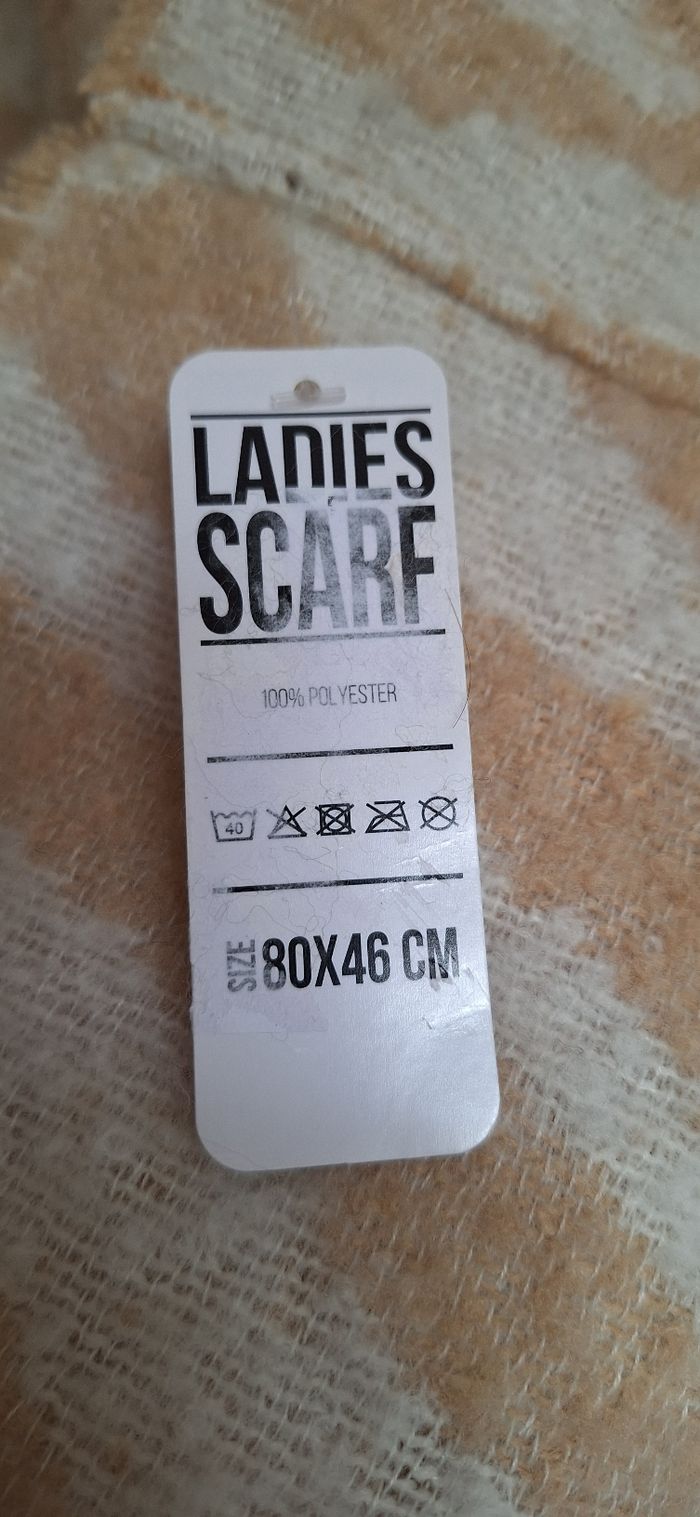 LADIES
SCARF
100% POLYESTER
40
SIZE 80X46 CM